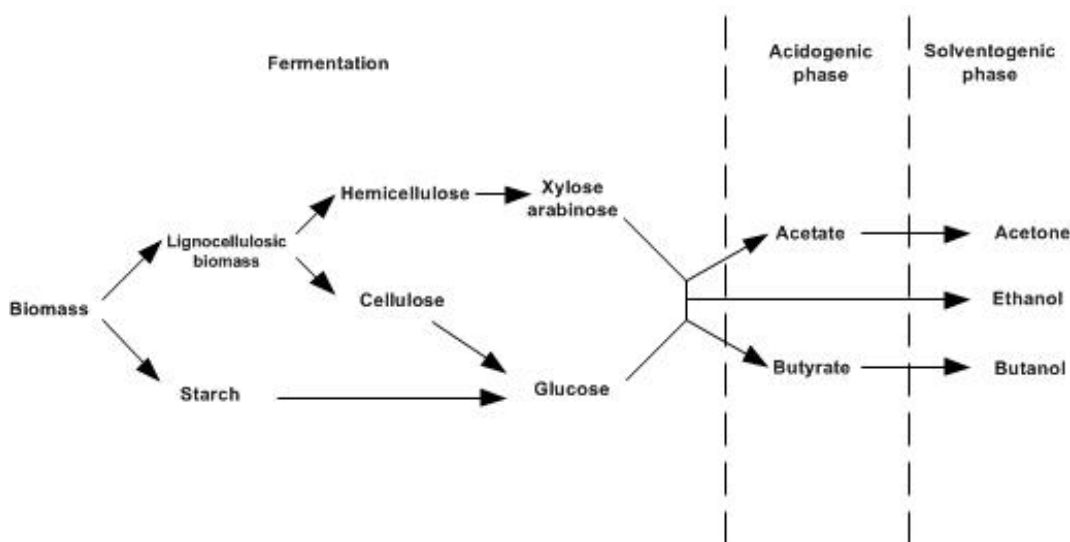 Fermentation
Acidogenic
phase
Solventogenic
phase
Hemicellulose
Xylose
arabinose
Lignocellulosic
biomass
Acetate
Acetone
Biomass
Cellulose
Ethanol
Starch
Glucose
Butyrate
Butanol